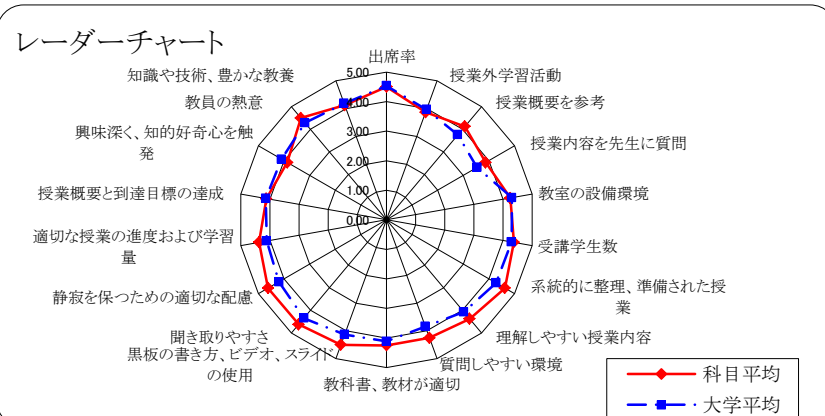 レーダーチャート
出席率
授業外学習活動
授業概要を参考
授業内容を先生に質問
教室の設備環境
受講学生数
系統的に整理、準備された授
業
理解しやすい授業内容
質問しやすい環境
教科書、教材が適切
黒板の書き方、ビデオ、スライド
の使用
聞き取りやすさ
静寂を保つための適切な配慮
適切な授業の進度および学習
量
授業概要と到達目標の達成
興味深く、知的好奇心を触
発
教員の熱意
知識や技術、豊かな教養
5.00
4.00
3.00
2.00
1.00
0.00
科目平均
大学平均